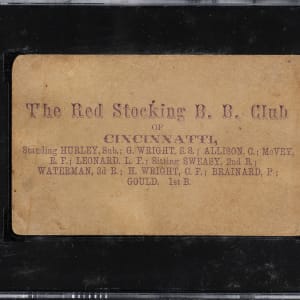 The Red Stocking B. B. Club
OF
CINCINNATTI,
Standing HURLEY, Sub.; G. WRIGHT, S. S.; ALLISON, C.; McVEY,
R. F.; LEONARD, L. F.; Sitting SWEASY, 2nd B.;
WATERMAN, 3d B.; H. WRIGHT, C. F.; BRAINARD, P.;
GOULD, 1st B.